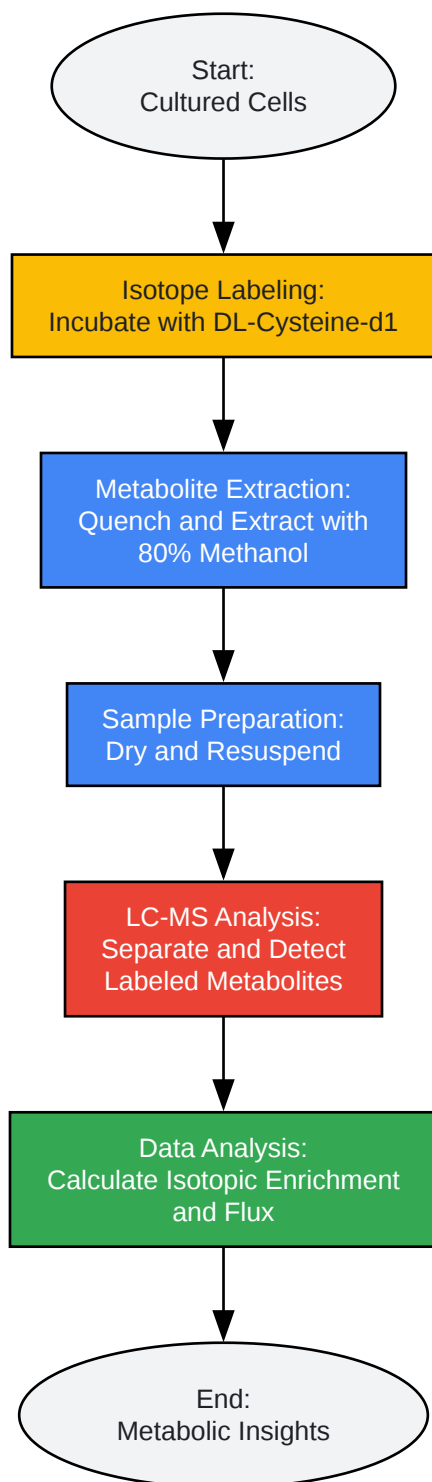 Start:
Cultured Cells
Isotope Labeling:
Incubate with DL-Cysteine-d1
Metabolite Extraction:
Quench and Extract with
80% Methanol
Sample Preparation:
Dry and Resuspend
LC-MS Analysis:
Separate and Detect
Labeled Metabolites
Data Analysis:
Calculate Isotopic Enrichment
and Flux
End:
Metabolic Insights